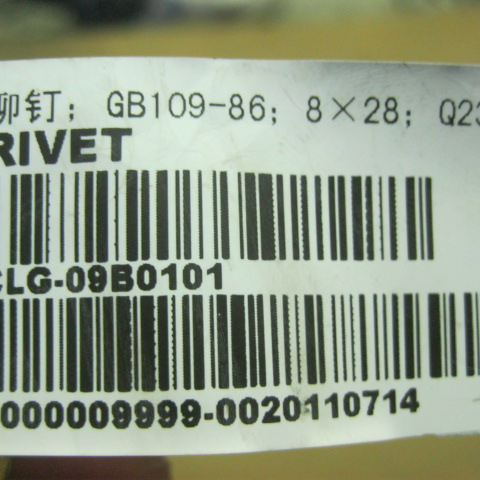 铆钉; GB109-86; 8×28; Q23
RIVET
CLG-09B0101
000009999-0020110714